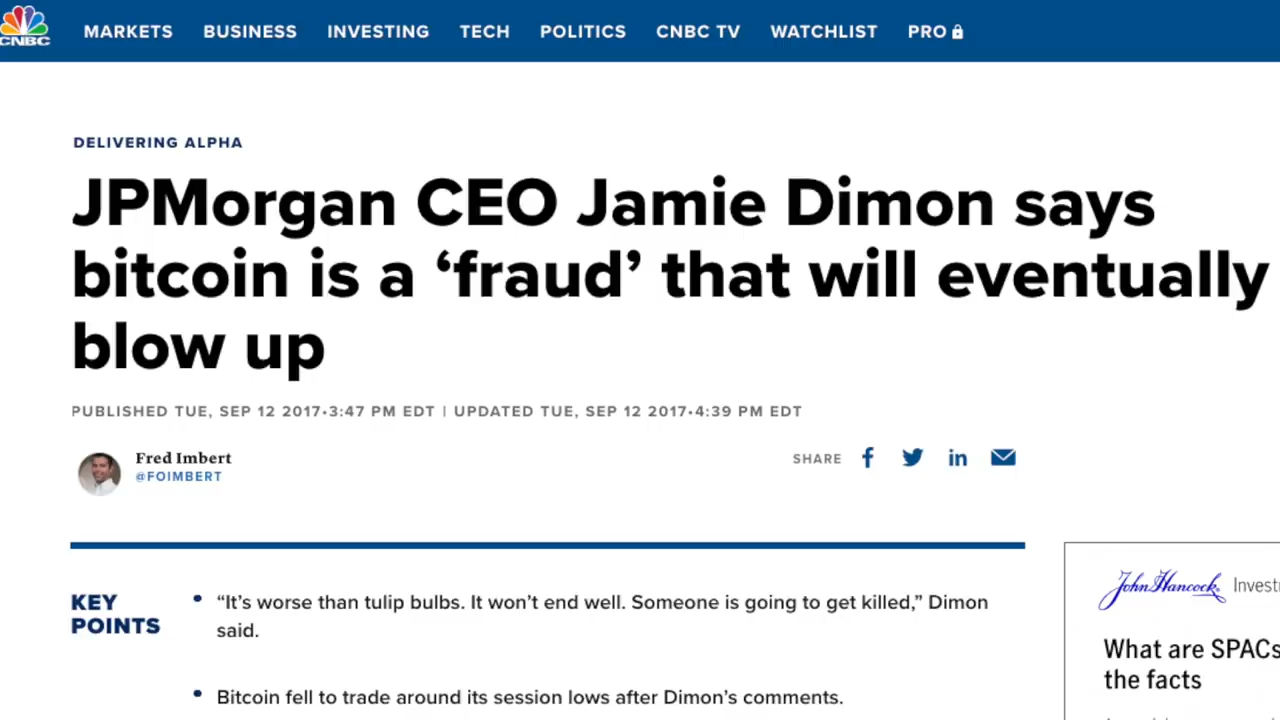 CNBC MARKETS BUSINESS INVESTING TECH POLITICS CNBC TV WATCHLIST PRO
DELIVERING ALPHA
JPMorgan CEO Jamie Dimon says
bitcoin is a ‘fraud’ that will eventually
blow up
PUBLISHED TUE, SEP 12 2017•3:47 PM EDT | UPDATED TUE, SEP 12 2017•4:39 PM EDT
Fred Imbert
@FOIMBERT
SHARE
KEY
POINTS
• “It’s worse than tulip bulbs. It won’t end well. Someone is going to get killed,” Dimon
said.
• Bitcoin fell to trade around its session lows after Dimon’s comments.
John Hancock
What are SPACs
the facts